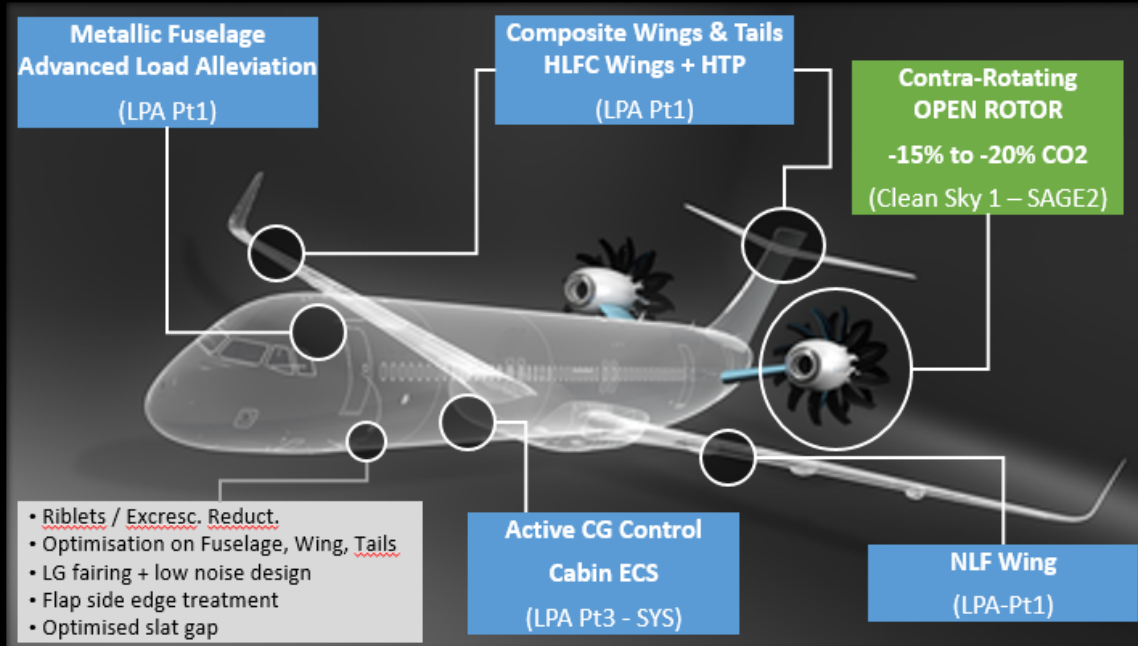 Metallic Fuselage
Advanced Load Alleviation
(LPA Pt1)
Composite Wings & Tails
HLFC Wings + HTP
(LPA Pt1)
Contra-Rotating
OPEN ROTOR
-15% to -20% CO2
(Clean Sky 1 – SAGE2)
• Riblets / Excresc. Reduct.
• Optimisation on Fuselage, Wing, Tails
• LG fairing + low noise design
• Flap side edge treatment
• Optimised slat gap
Active CG Control
Cabin ECS
(LPA Pt3 - SYS)
NLF Wing
(LPA-Pt1)